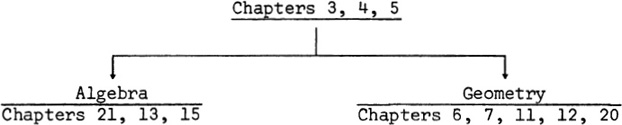 Chapters 3, 4, 5
Algebra
Chapters 21, 13, 15
Geometry
Chapters 6, 7, 11, 12, 20